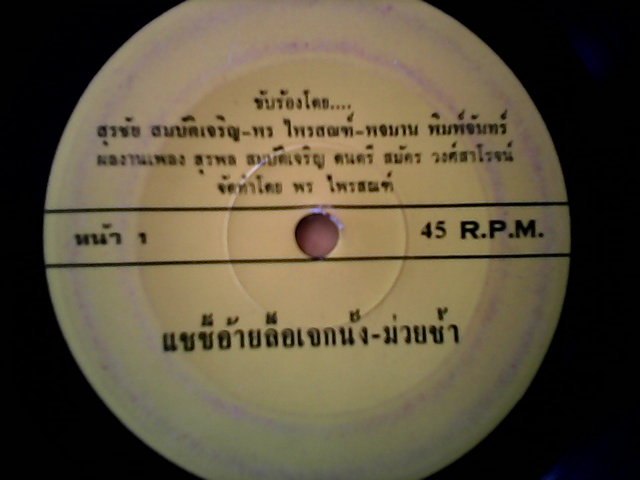 ขับร้องโดย....
สุรชัย สมบัติเจริญ-พร ไพรสณฑ์-พจมาน พิมพ์จันทร์
ผลงานเพลง สุรพล สมบัติเจริญ ดนตรี สมัคร วงศ์สาโรจน์
จัดทำโดย พร ไพรสณฑ์
หน้า 1
45 R.P.M.
แซซี้อ้ายลื้อเจกนั้ง-ม่วยช้ำ